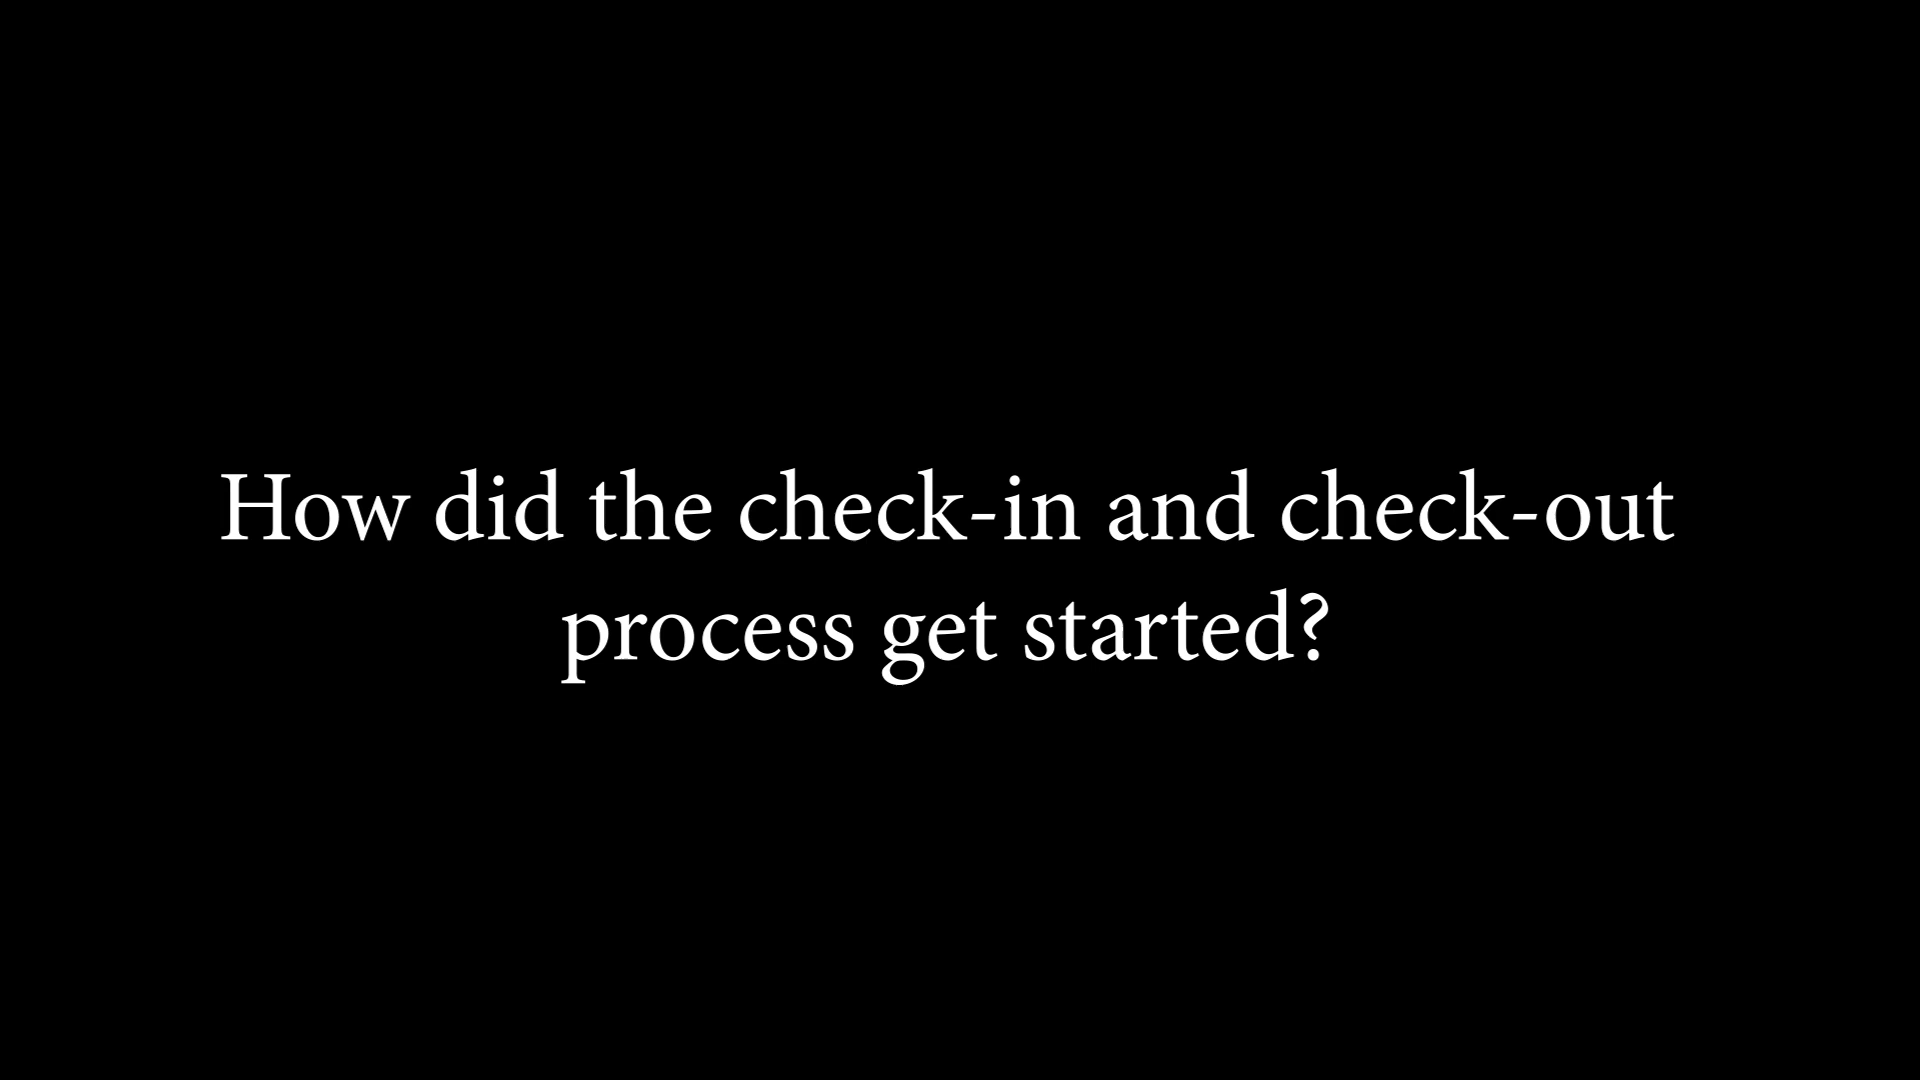 How did the check-in and check-out
process get started?